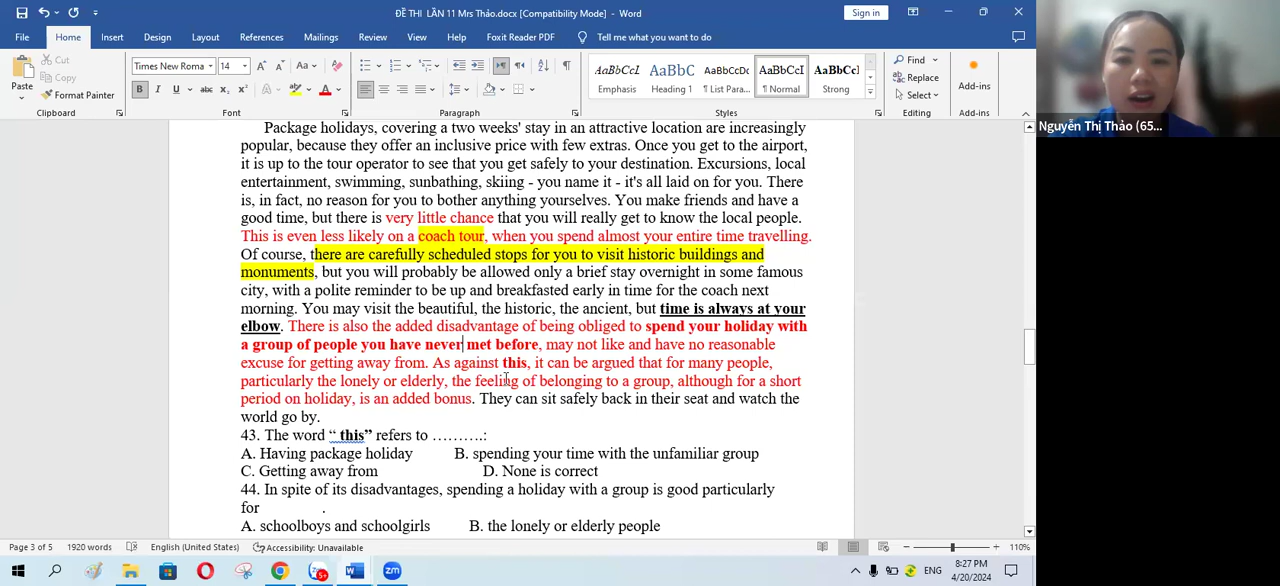 ĐỀ THI LẦN 11 Mrs Thảo.docx [Compatibility Mode] - Word
Sign in
File Home Insert Design Layout References Mailings Review View Help Foxit Reader PDF Tell me what you want to do
Paste
Cut
Copy
Format Painter
Clipboard
Times New Roma 14
Font
Paragraph
AaBbCcI AaBbC AaBbCcDc AaBbCcI AaBbCcI
Emphasis Heading 1 ¶ List Para... ¶ Normal Strong
Styles
Find
Replace
Select
Editing
Add-ins
Add-ins
Nguyễn Thị Thảo (65...
Package holidays, covering a two weeks' stay in an attractive location are increasingly
popular, because they offer an inclusive price with few extras. Once you get to the airport,
it is up to the tour operator to see that you get safely to your destination. Excursions, local
entertainment, swimming, sunbathing, skiing - you name it - it's all laid on for you. There
is, in fact, no reason for you to bother anything yourselves. You make friends and have a
good time, but there is very little chance that you will really get to know the local people.
This is even less likely on a coach tour, when you spend almost your entire time travelling.
Of course, there are carefully scheduled stops for you to visit historic buildings and
monuments, but you will probably be allowed only a brief stay overnight in some famous
city, with a polite reminder to be up and breakfasted early in time for the coach next
morning. You may visit the beautiful, the historic, the ancient, but time is always at your
elbow. There is also the added disadvantage of being obliged to spend your holiday with
a group of people you have never met before, may not like and have no reasonable
excuse for getting away from. As against this, it can be argued that for many people,
particularly the lonely or elderly, the feeling of belonging to a group, although for a short
period on holiday, is an added bonus. They can sit safely back in their seat and watch the
world go by.
43. The word “ this” refers to ……….:
A. Having package holiday B. spending your time with the unfamiliar group
C. Getting away from D. None is correct
44. In spite of its disadvantages, spending a holiday with a group is good particularly
for .
A. schoolboys and schoolgirls B. the lonely or elderly people
Page 3 of 5 1920 words English (United States) Accessibility: Unavailable 110%
ENG
8:27 PM
4/20/2024